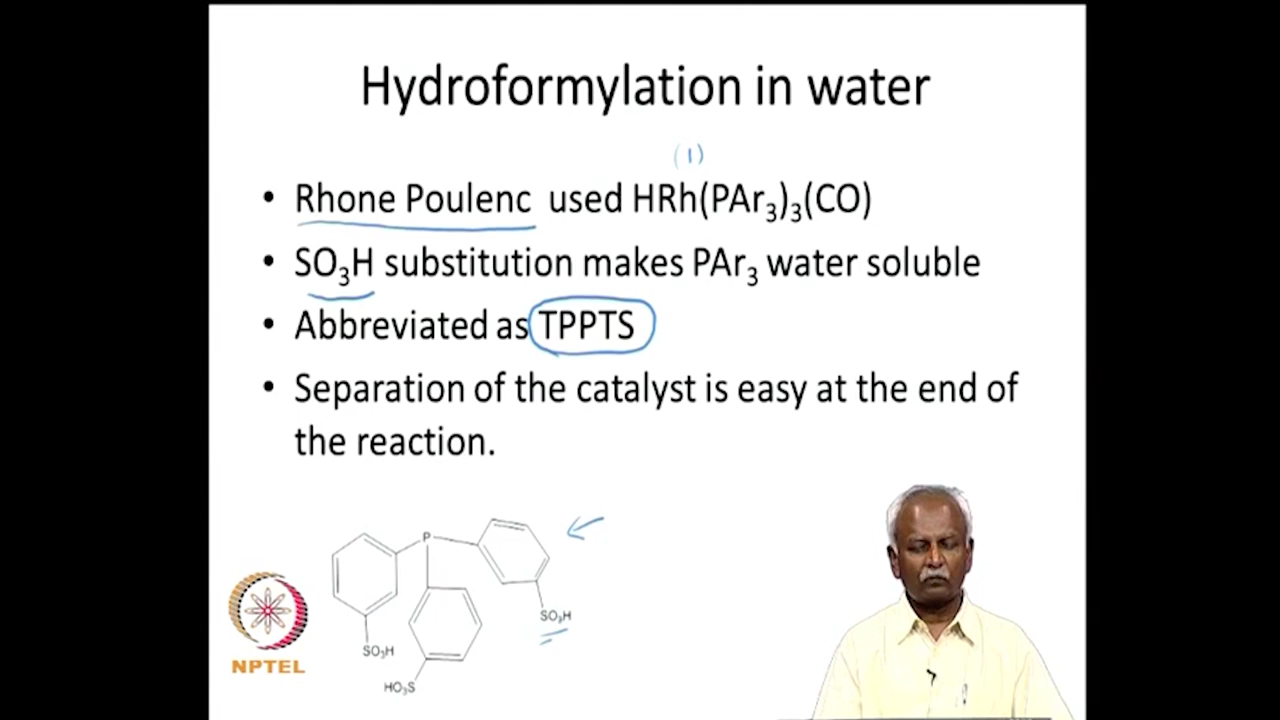 Hydroformylation in water
(1)
• Rhone Poulenc used HRh(PAr₃)₃(CO)
• SO₃H substitution makes PAr₃ water soluble
• Abbreviated as TPPTS
• Separation of the catalyst is easy at the end of
the reaction.
P
SO₃H
SO₃H
HO₃S
NPTEL